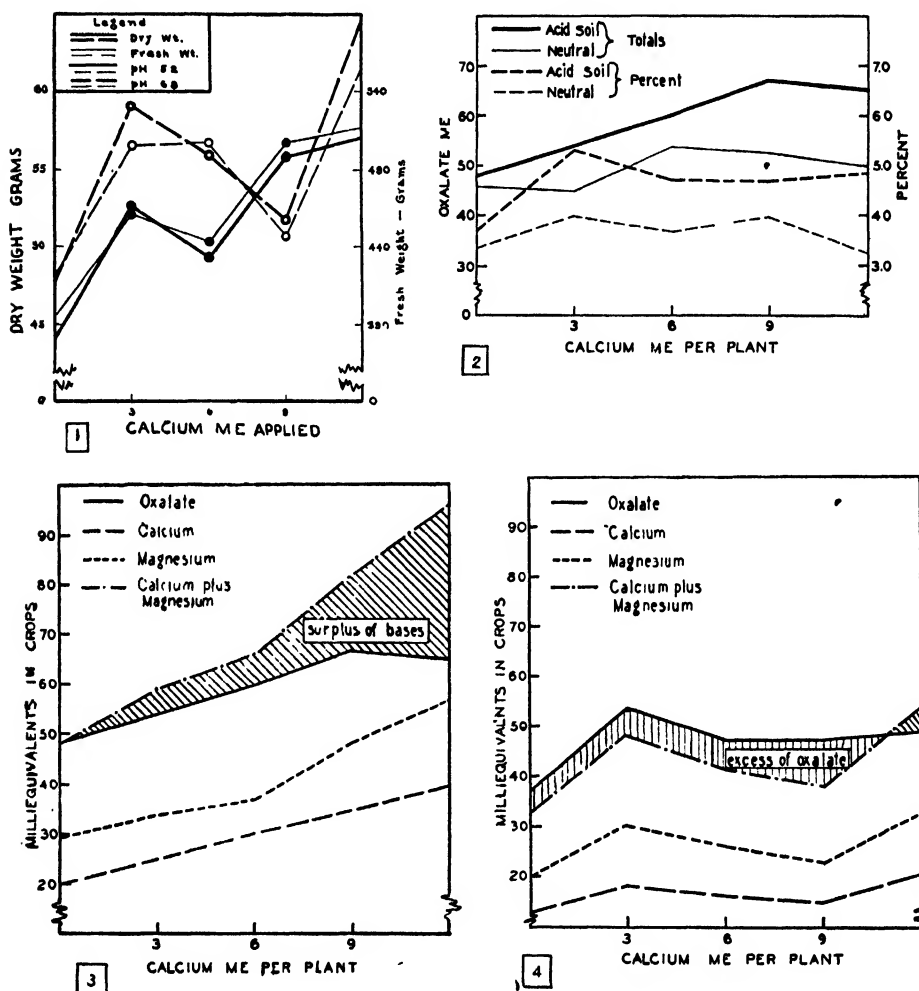 Legend
Dry Wt.
Fresh Wt.
pH 5.2
pH 6.8
60
55
50
45
0
DRY WEIGHT GRAMS
540
480
440
390
0
Fresh Weight - Grams
3
6
9
CALCIUM ME APPLIED
1
Acid Soil
Neutral
Totals
Acid Soil
Neutral
Percent
70
60
50
40
30
0
OXALATE ME
7.0
6.0
5.0
4.0
3.0
PERCENT
3
6
9
CALCIUM ME PER PLANT
2
Oxalate
Calcium
Magnesium
Calcium plus
Magnesium
surplus of bases
90
80
70
60
50
40
30
20
MILLIEQUIVALENTS IN CROPS
3
6
9
CALCIUM ME PER PLANT
3
Oxalate
Calcium
Magnesium
Calcium plus
Magnesium
excess of oxalate
90
80
70
60
50
40
30
20
MILLIEQUIVALENTS IN CROPS
3
6
9
CALCIUM ME PER PLANT
4